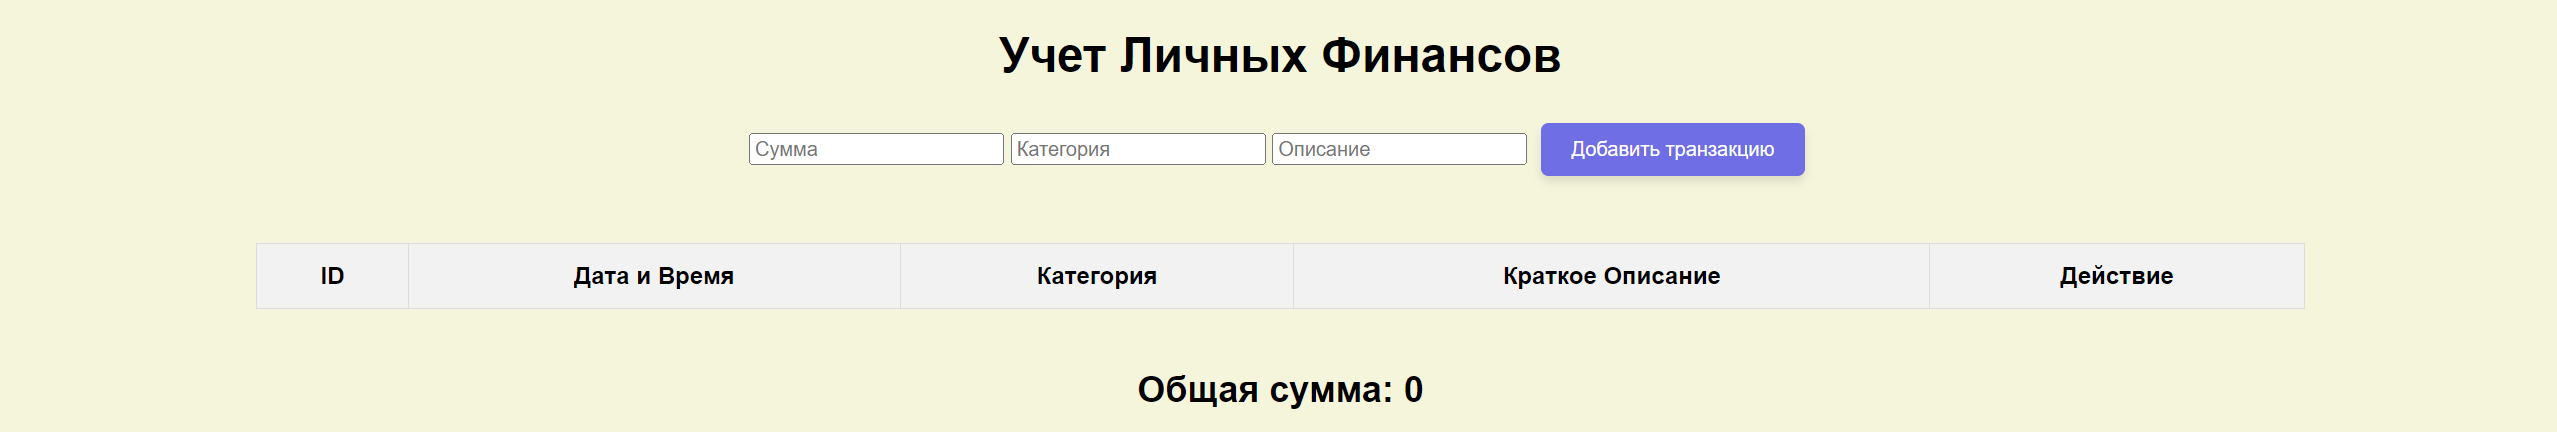 Учет Личных Финансов
Сумма Категория Описание Добавить транзакцию
ID Дата и Время Категория Краткое Описание Действие
Общая сумма: 0